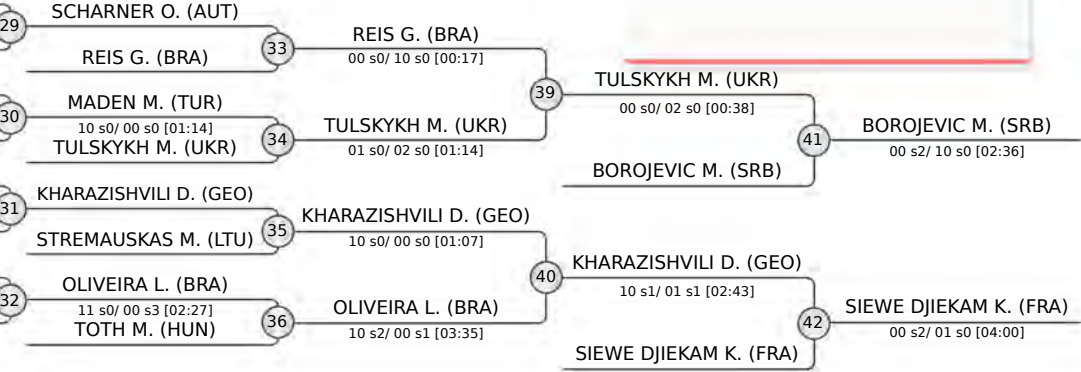 SCHARNER O. (AUT)
29
REIS G. (BRA)
33
REIS G. (BRA)
00 s0/ 10 s0 [00:17]
MADEN M. (TUR)
30
10 s0/ 00 s0 [01:14]
TULSKYKH M. (UKR)
34
TULSKYKH M. (UKR)
01 s0/ 02 s0 [01:14]
39
TULSKYKH M. (UKR)
00 s0/ 02 s0 [00:38]
BOROJEVIC M. (SRB)
41
BOROJEVIC M. (SRB)
00 s2/ 10 s0 [02:36]
KHARAZISHVILI D. (GEO)
31
STREMAUSKAS M. (LTU)
35
KHARAZISHVILI D. (GEO)
10 s0/ 00 s0 [01:07]
OLIVEIRA L. (BRA)
32
11 s0/ 00 s3 [02:27]
TOTH M. (HUN)
36
OLIVEIRA L. (BRA)
10 s2/ 00 s1 [03:35]
40
KHARAZISHVILI D. (GEO)
10 s1/ 01 s1 [02:43]
SIEWE DJIEKAM K. (FRA)
42
SIEWE DJIEKAM K. (FRA)
00 s2/ 01 s0 [04:00]